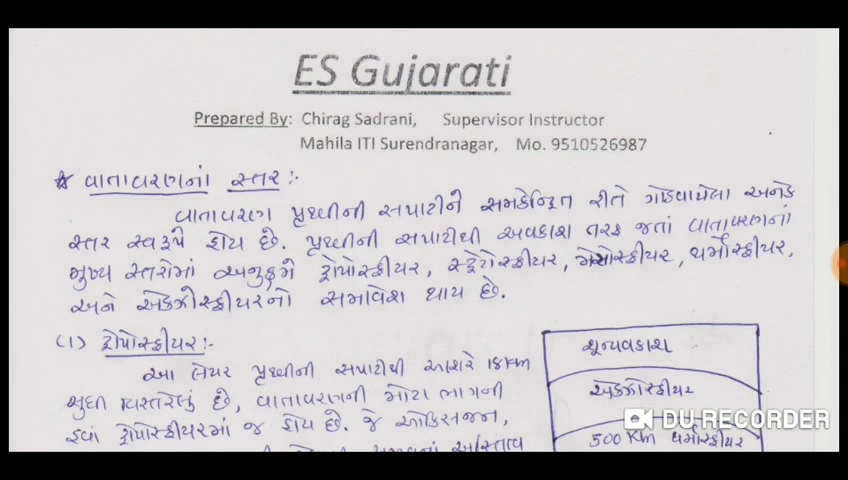 ES Gujarati
Prepared By: Chirag Sadrani, Supervisor Instructor
Mahila ITI Surendranagar, Mo. 9510526987
* વાતાવરણનાં સ્તર :-
વાતાવરણ પૃથ્વીની સપાટીને સમકેન્દ્રિત રીતે ગોઠવાયેલા અનેક
સ્તર સ્વરૂપે હોય છે. પૃથ્વીની સપાટીથી અવકાશ તરફ જતાં વાતાવરણનાં
મુખ્ય સ્તરોમાં અનુક્રમે ટ્રોપોસ્ફીયર, સ્ટ્રેટોસ્ફીયર, મેસોસ્ફીયર, થર્મોસ્ફીયર,
અને એક્ઝોસ્ફીયરનો સમાવેશ થાય છે.
(1) ટ્રોપોસ્ફીયર :-
આ લેયર પૃથ્વીની સપાટીથી આશરે 18km
સુધી વિસ્તરેલું છે, વાતાવરણની મોટા ભાગની
હવા ટ્રોપોસ્ફીયરમાં જ હોય છે. જે ઓકિસજન,
શૂન્યવકાશ
એક્ઝોસ્ફીયર
DU RECORDER
500 Km થર્મોસ્ફીયર